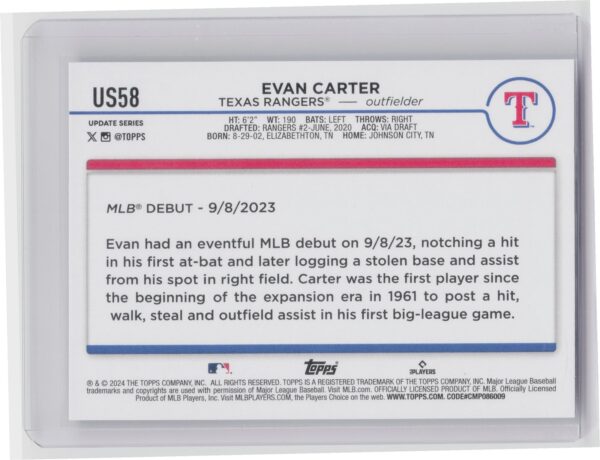 US58
EVAN CARTER
TEXAS RANGERS® — outfielder
T
UPDATE SERIES
@TOPPS
HT: 6'2" WT: 190 BATS: LEFT THROWS: RIGHT
DRAFTED: RANGERS #2-JUNE, 2020 ACQ: VIA DRAFT
BORN: 8-29-02, ELIZABETHTON, TN HOME: JOHNSON CITY, TN
MLB® DEBUT - 9/8/2023
Evan had an eventful MLB debut on 9/8/23, notching a hit
in his first at-bat and later logging a stolen base and assist
from his spot in right field. Carter was the first player since
the beginning of the expansion era in 1961 to post a hit,
walk, steal and outfield assist in his first big-league game.
Topps
PLAYERS
® & © 2024 THE TOPPS COMPANY, INC. ALL RIGHTS RESERVED. TOPPS IS A REGISTERED TRADEMARK OF THE TOPPS COMPANY, INC. Major League Baseball
trademarks and copyrights are used with permission of Major League Baseball. Visit MLB.com. OFFICIALLY LICENSED PRODUCT OF MLB. Officially Licensed
Product of MLB Players, Inc. Visit MLBPLAYERS.COM, the Players Choice on the web. WWW.TOPPS.COM. CODE#CMP086009